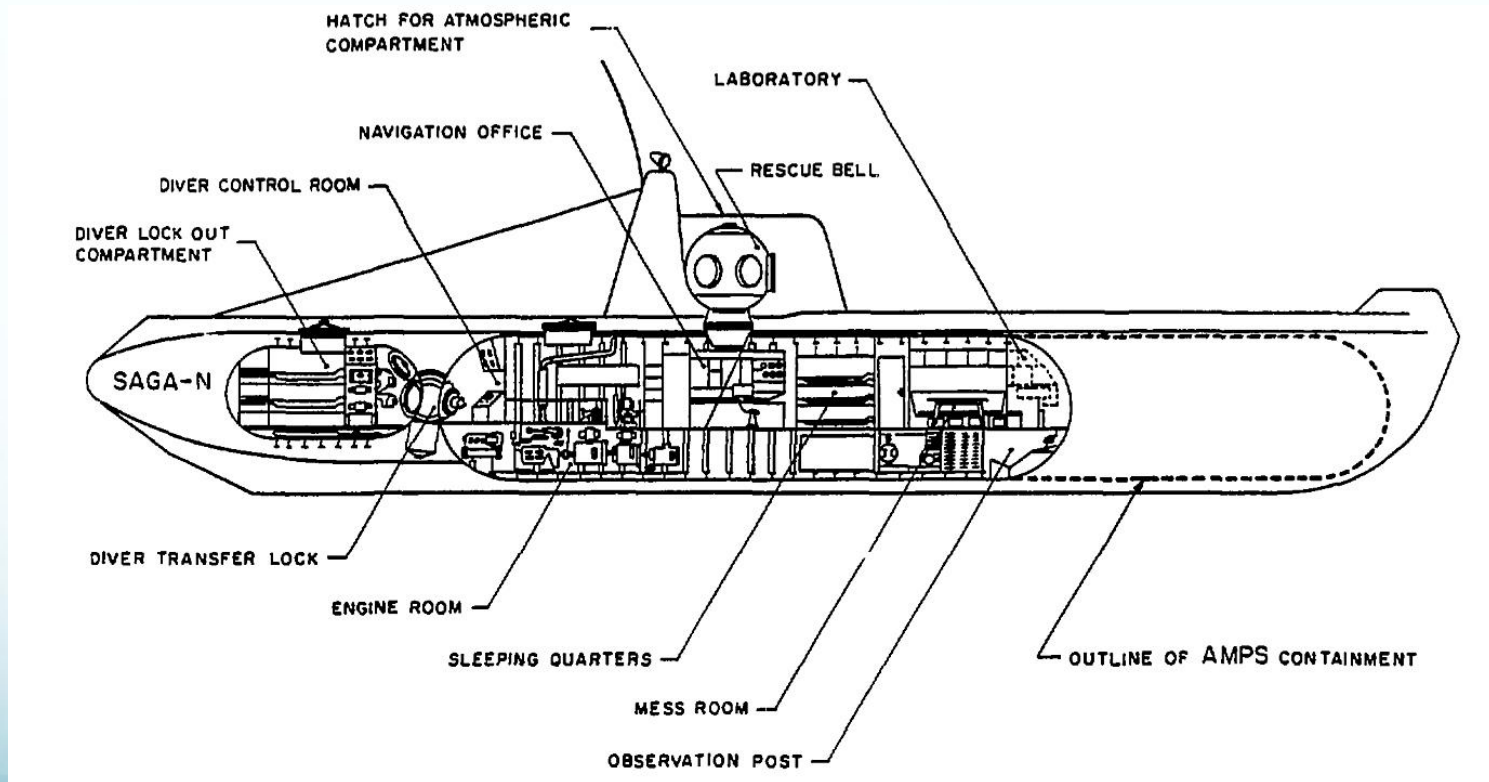 HATCH FOR ATMOSPHERIC
COMPARTMENT
LABORATORY
NAVIGATION OFFICE
RESCUE BELL
DIVER CONTROL ROOM
DIVER LOCK OUT
COMPARTMENT
SAGA-N
DIVER TRANSFER LOCK
ENGINE ROOM
SLEEPING QUARTERS
OUTLINE OF AMPS CONTAINMENT
MESS ROOM
OBSERVATION POST